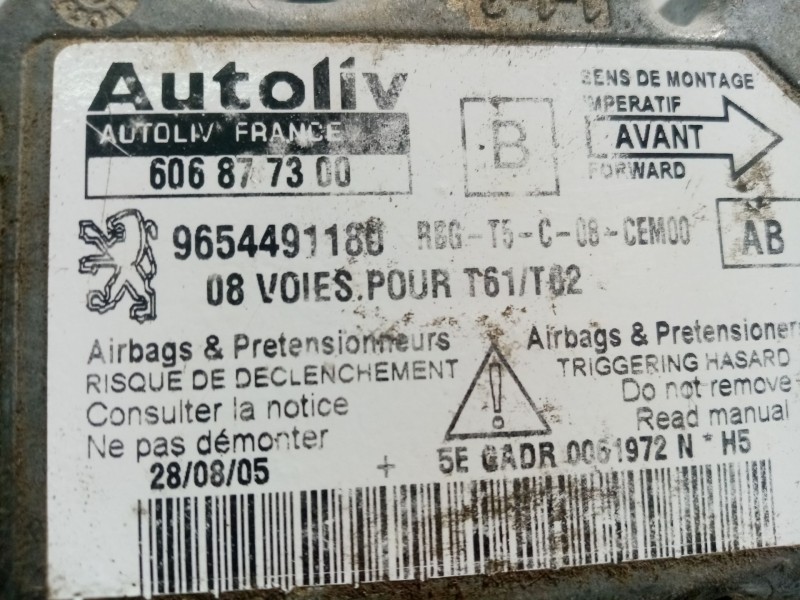 Autoliv
AUTOLIV FRANCE
606 87 73 00
B
SENS DE MONTAGE
IMPERATIF
AVANT
FORWARD
9654491180 RBG-T5-C-08-CEM00
AB
08 VOIES.POUR T61/T62
Airbags & Pretensionneurs
RISQUE DE DECLENCHEMENT
Consulter la notice
Ne pas démonter
Airbags & Pretensioners
TRIGGERING HASARD
Do not remove
Read manual
28/08/05 + 5E GADR 0051972 N * H5